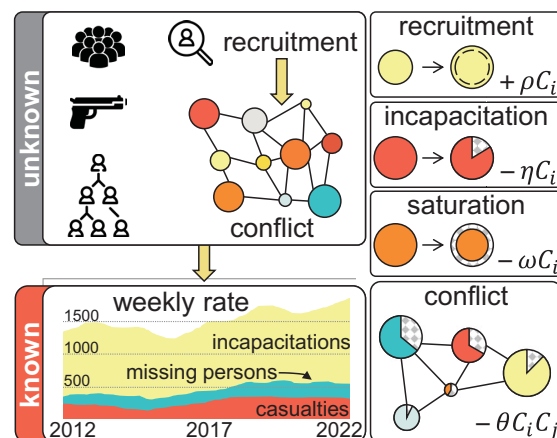 unknown
recruitment
conflict
known
weekly rate
1500
1000
500
incapacitations
missing persons
casualties
2012 2017 2022
recruitment
+ ρC_i
incapacitation
− ηC_i
saturation
− ωC_i
conflict
− θC_iC_j